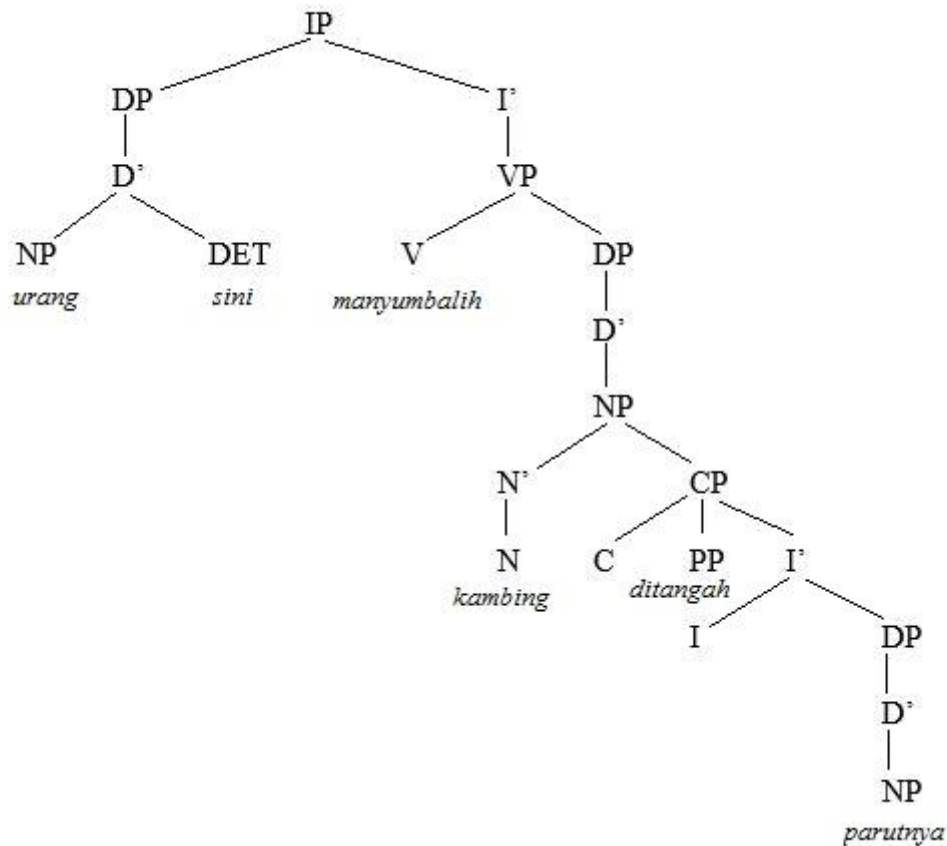 IP
DP I’
D’ VP
NP DET V DP
urang sini manyumbalih
D’
NP
N’ CP
N C PP I’
kambing ditangah
I DP
D’
NP
parutnya